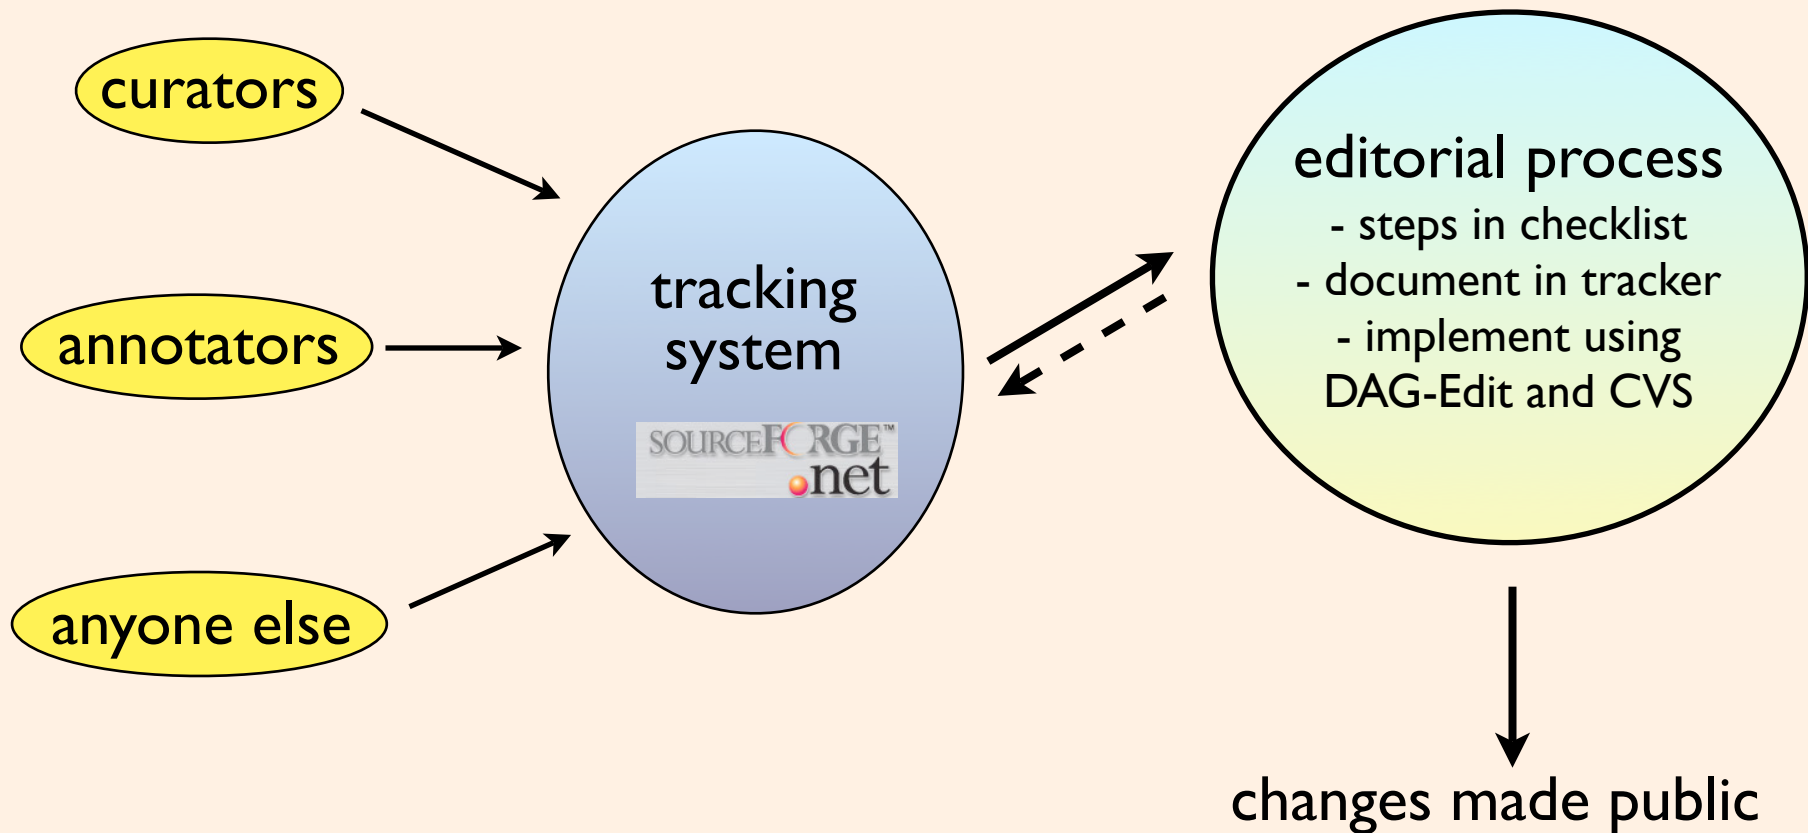 curators
annotators
anyone else
tracking
system
SOURCEFORGE™
.net
editorial process
- steps in checklist
- document in tracker
- implement using
DAG-Edit and CVS
changes made public